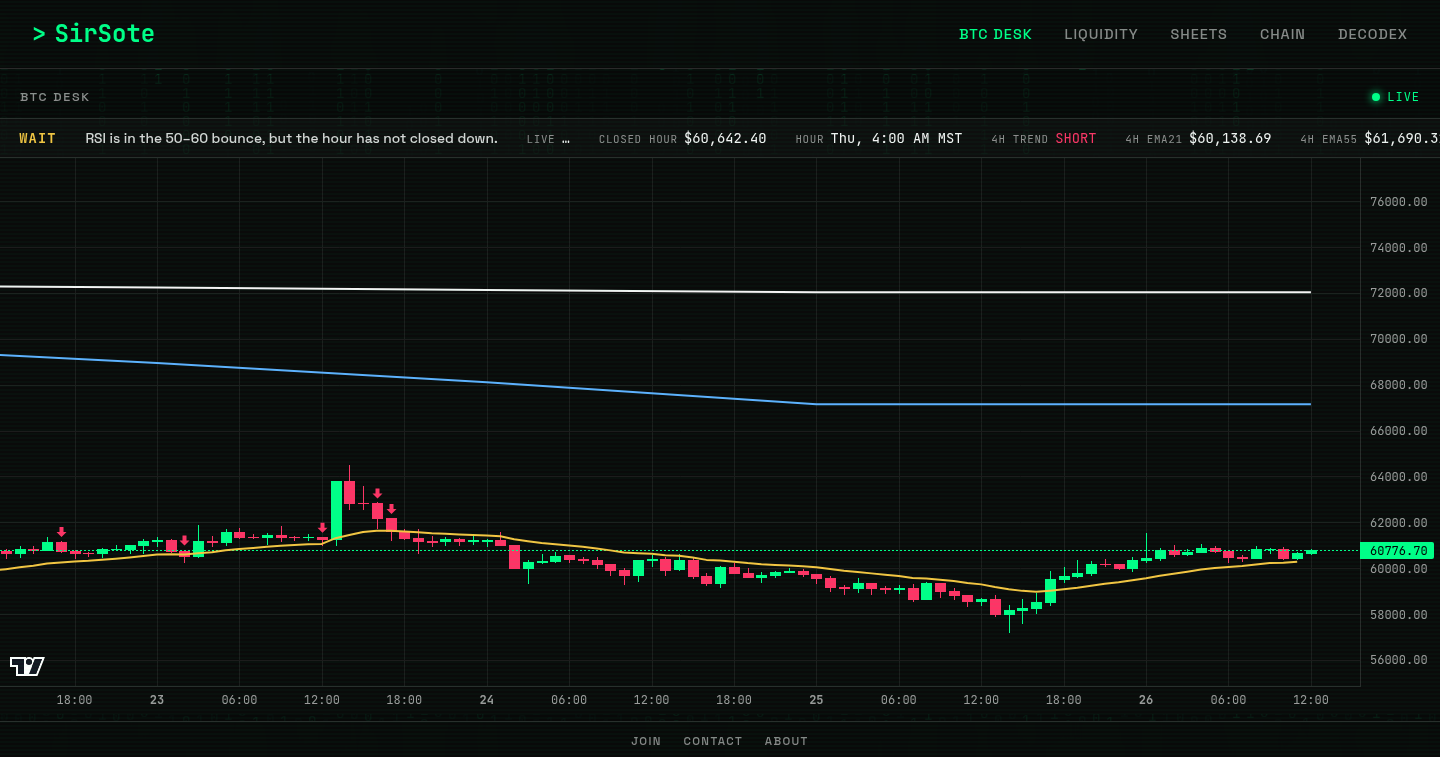 > SirSote
BTC DESK LIQUIDITY SHEETS CHAIN DECODEX
BTC DESK
LIVE
WAIT RSI is in the 50–60 bounce, but the hour has not closed down. LIVE … CLOSED HOUR $60,642.40 HOUR Thu, 4:00 AM MST 4H TREND SHORT 4H EMA21 $60,138.69 4H EMA55 $61,690.3
76000.00
74000.00
72000.00
70000.00
68000.00
66000.00
64000.00
62000.00
60776.70
60000.00
58000.00
56000.00
18:00 23 06:00 12:00 18:00 24 06:00 12:00 18:00 25 06:00 12:00 18:00 26 06:00 12:00
JOIN CONTACT ABOUT